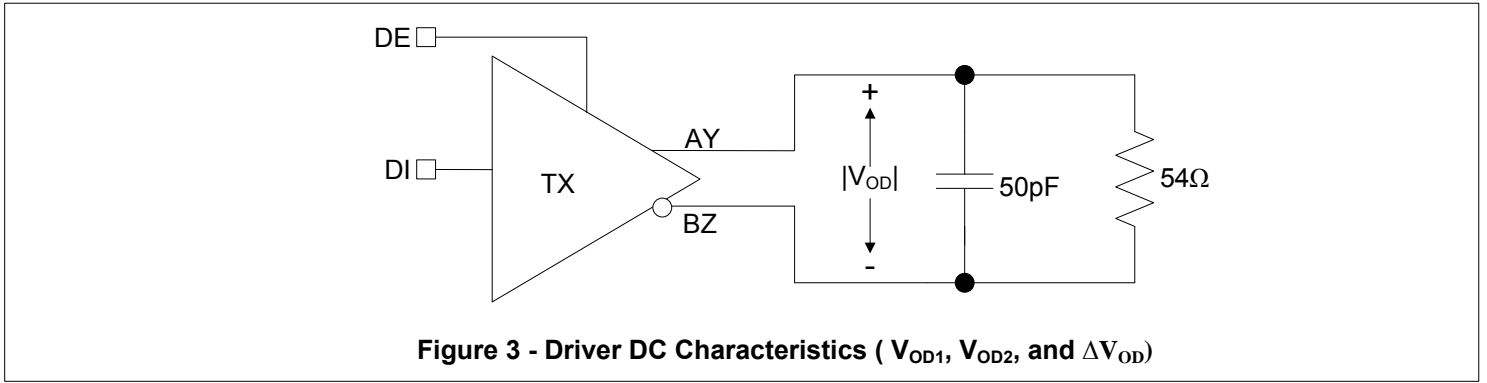 DE
AY
+
DI
TX
|VOD|
50pF
54Ω
BZ
-
Figure 3 - Driver DC Characteristics ( VOD1, VOD2, and ΔVOD)